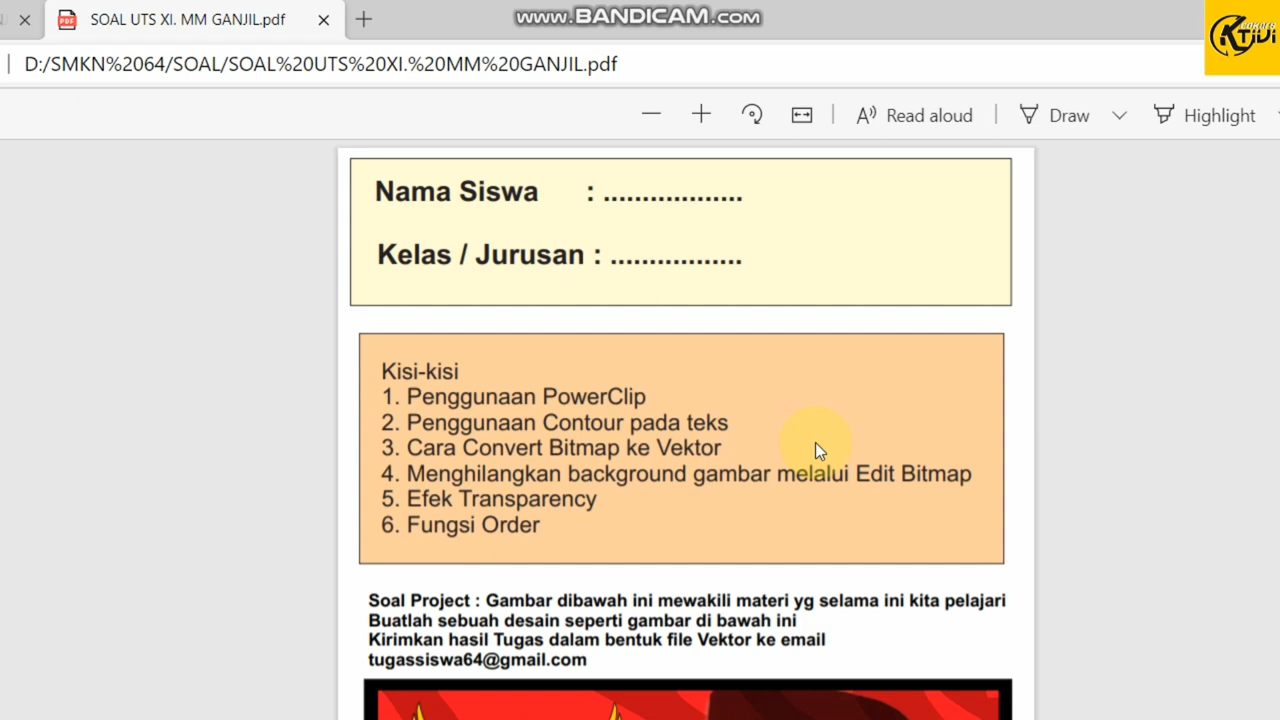 SOAL UTS XI. MM GANJIL.pdf
www.BANDICAM.com
KTiVi
D:/SMKN%2064/SOAL/SOAL%20UTS%20XI.%20MM%20GANJIL.pdf
Read aloud
Draw
Highlight
Nama Siswa : ..................
Kelas / Jurusan : .................
Kisi-kisi
1. Penggunaan PowerClip
2. Penggunaan Contour pada teks
3. Cara Convert Bitmap ke Vektor
4. Menghilangkan background gambar melalui Edit Bitmap
5. Efek Transparency
6. Fungsi Order
Soal Project : Gambar dibawah ini mewakili materi yg selama ini kita pelajari
Buatlah sebuah desain seperti gambar di bawah ini
Kirimkan hasil Tugas dalam bentuk file Vektor ke email
tugassiswa64@gmail.com